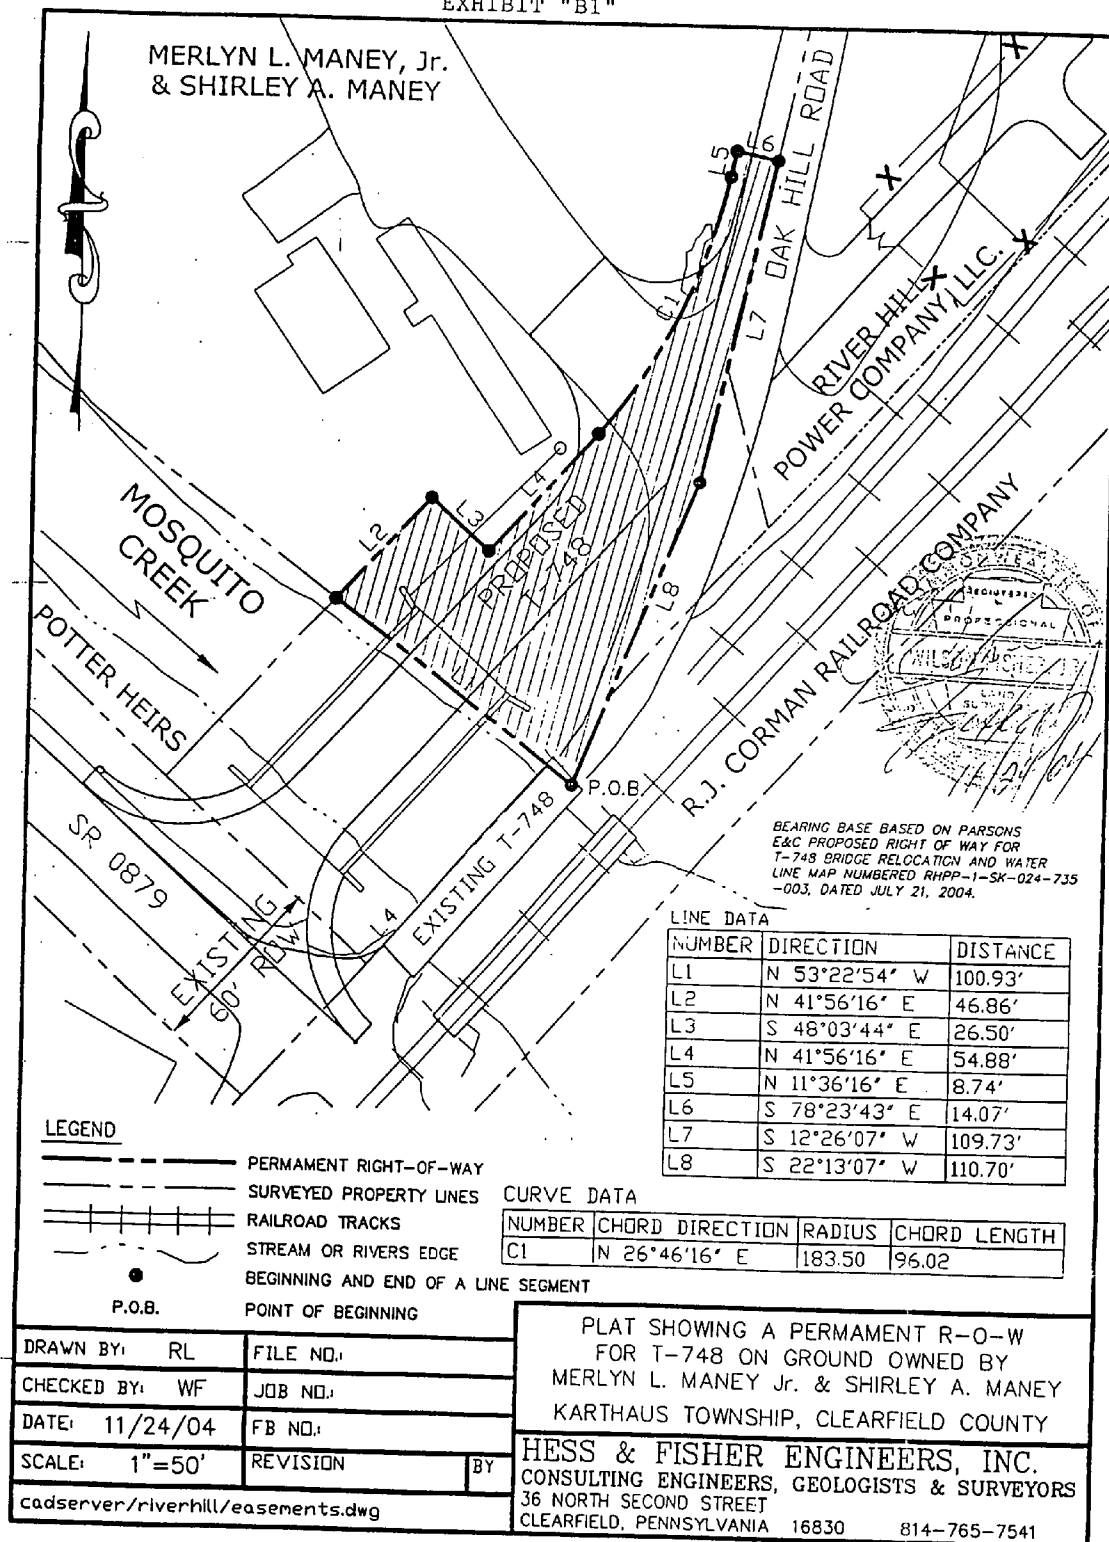 EXHIBIT "B1"
MERLYN L. MANEY, Jr.
& SHIRLEY A. MANEY
OAK HILL ROAD
L5
L6
C1
L7
RIVER HILL
POWER COMPANY, LLC.
MOSQUITO
CREEK
L2
L3
L4
PROPOSED
T-748
L8
L1
POTTER HEIRS
R.J. CORMAN RAILROAD COMPANY
REGISTERED
PROFESSIONAL
LAND
11/24/04
P.O.B.
SR 0879
EXISTING T-748
L4
EXISTING
60' ROW
BEARING BASE BASED ON PARSONS
E&C PROPOSED RIGHT OF WAY FOR
T-748 BRIDGE RELOCATION AND WATER
LINE MAP NUMBERED RHPP-1-SK-024-735
-003, DATED JULY 21, 2004.
LINE DATA
NUMBER DIRECTION DISTANCE
L1 N 53°22'54" W 100.93'
L2 N 41°56'16" E 46.86'
L3 S 48°03'44" E 26.50'
L4 N 41°56'16" E 54.88'
L5 N 11°36'16" E 8.74'
L6 S 78°23'43" E 14.07'
L7 S 12°26'07" W 109.73'
L8 S 22°13'07" W 110.70'
LEGEND
PERMAMENT RIGHT-OF-WAY
SURVEYED PROPERTY LINES
RAILROAD TRACKS
STREAM OR RIVERS EDGE
BEGINNING AND END OF A LINE SEGMENT
P.O.B. POINT OF BEGINNING
CURVE DATA
NUMBER CHORD DIRECTION RADIUS CHORD LENGTH
C1 N 26°46'16" E 183.50 96.02
DRAWN BY: RL FILE NO.:
CHECKED BY: WF JOB NO.:
DATE: 11/24/04 FB NO.:
SCALE: 1"=50' REVISION BY
cadserver/riverhill/easements.dwg
PLAT SHOWING A PERMAMENT R-O-W
FOR T-748 ON GROUND OWNED BY
MERLYN L. MANEY Jr. & SHIRLEY A. MANEY
KARTHAUS TOWNSHIP, CLEARFIELD COUNTY
HESS & FISHER ENGINEERS, INC.
CONSULTING ENGINEERS, GEOLOGISTS & SURVEYORS
36 NORTH SECOND STREET
CLEARFIELD, PENNSYLVANIA 16830 814-765-7541